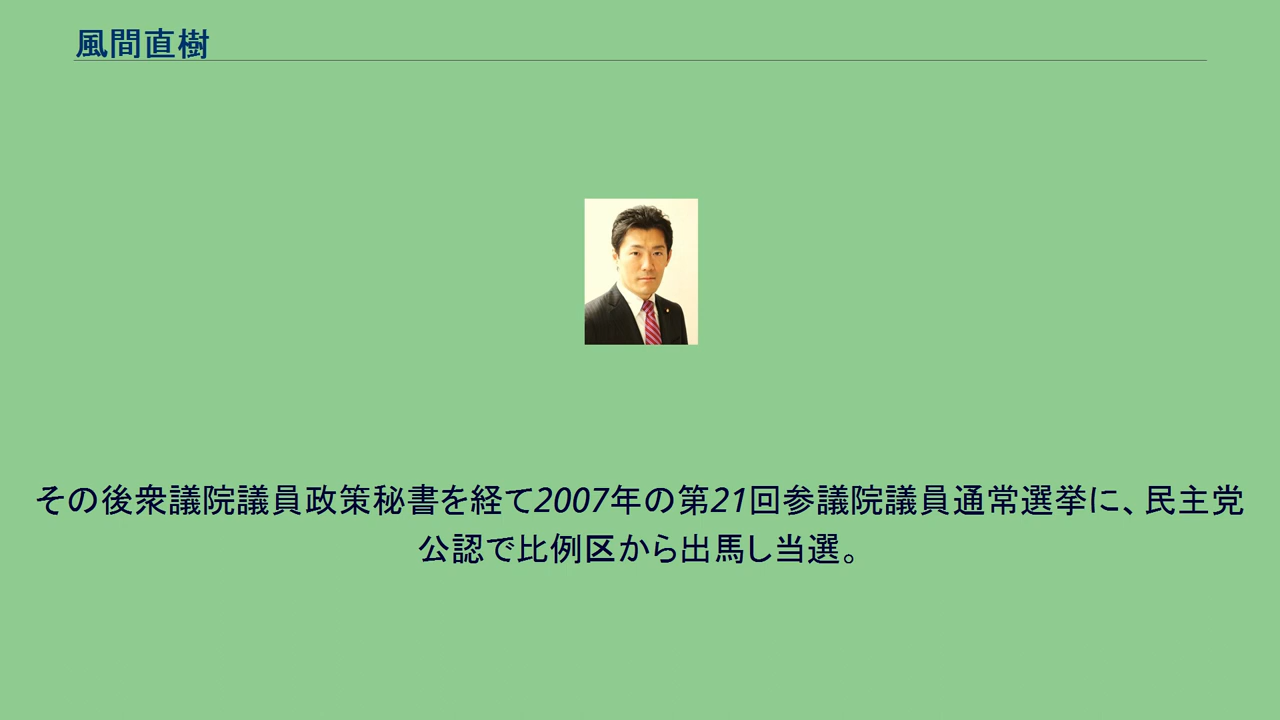 風間直樹
その後衆議院議員政策秘書を経て2007年の第21回参議院議員通常選挙に、民主党
公認で比例区から出馬し当選。